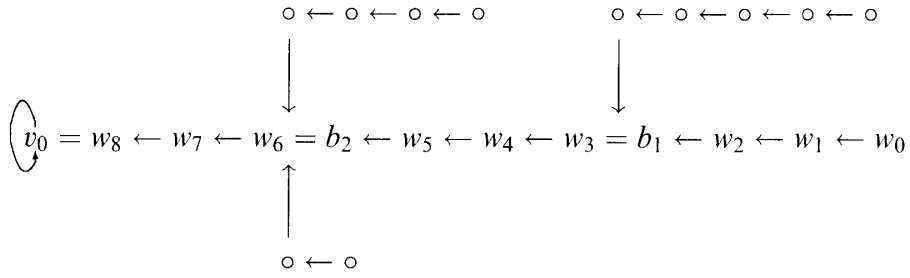 ∘ ← ∘ ← ∘ ← ∘ ∘ ← ∘ ← ∘ ← ∘ ← ∘
v₀ = w₈ ← w₇ ← w₆ = b₂ ← w₅ ← w₄ ← w₃ = b₁ ← w₂ ← w₁ ← w₀
∘ ← ∘